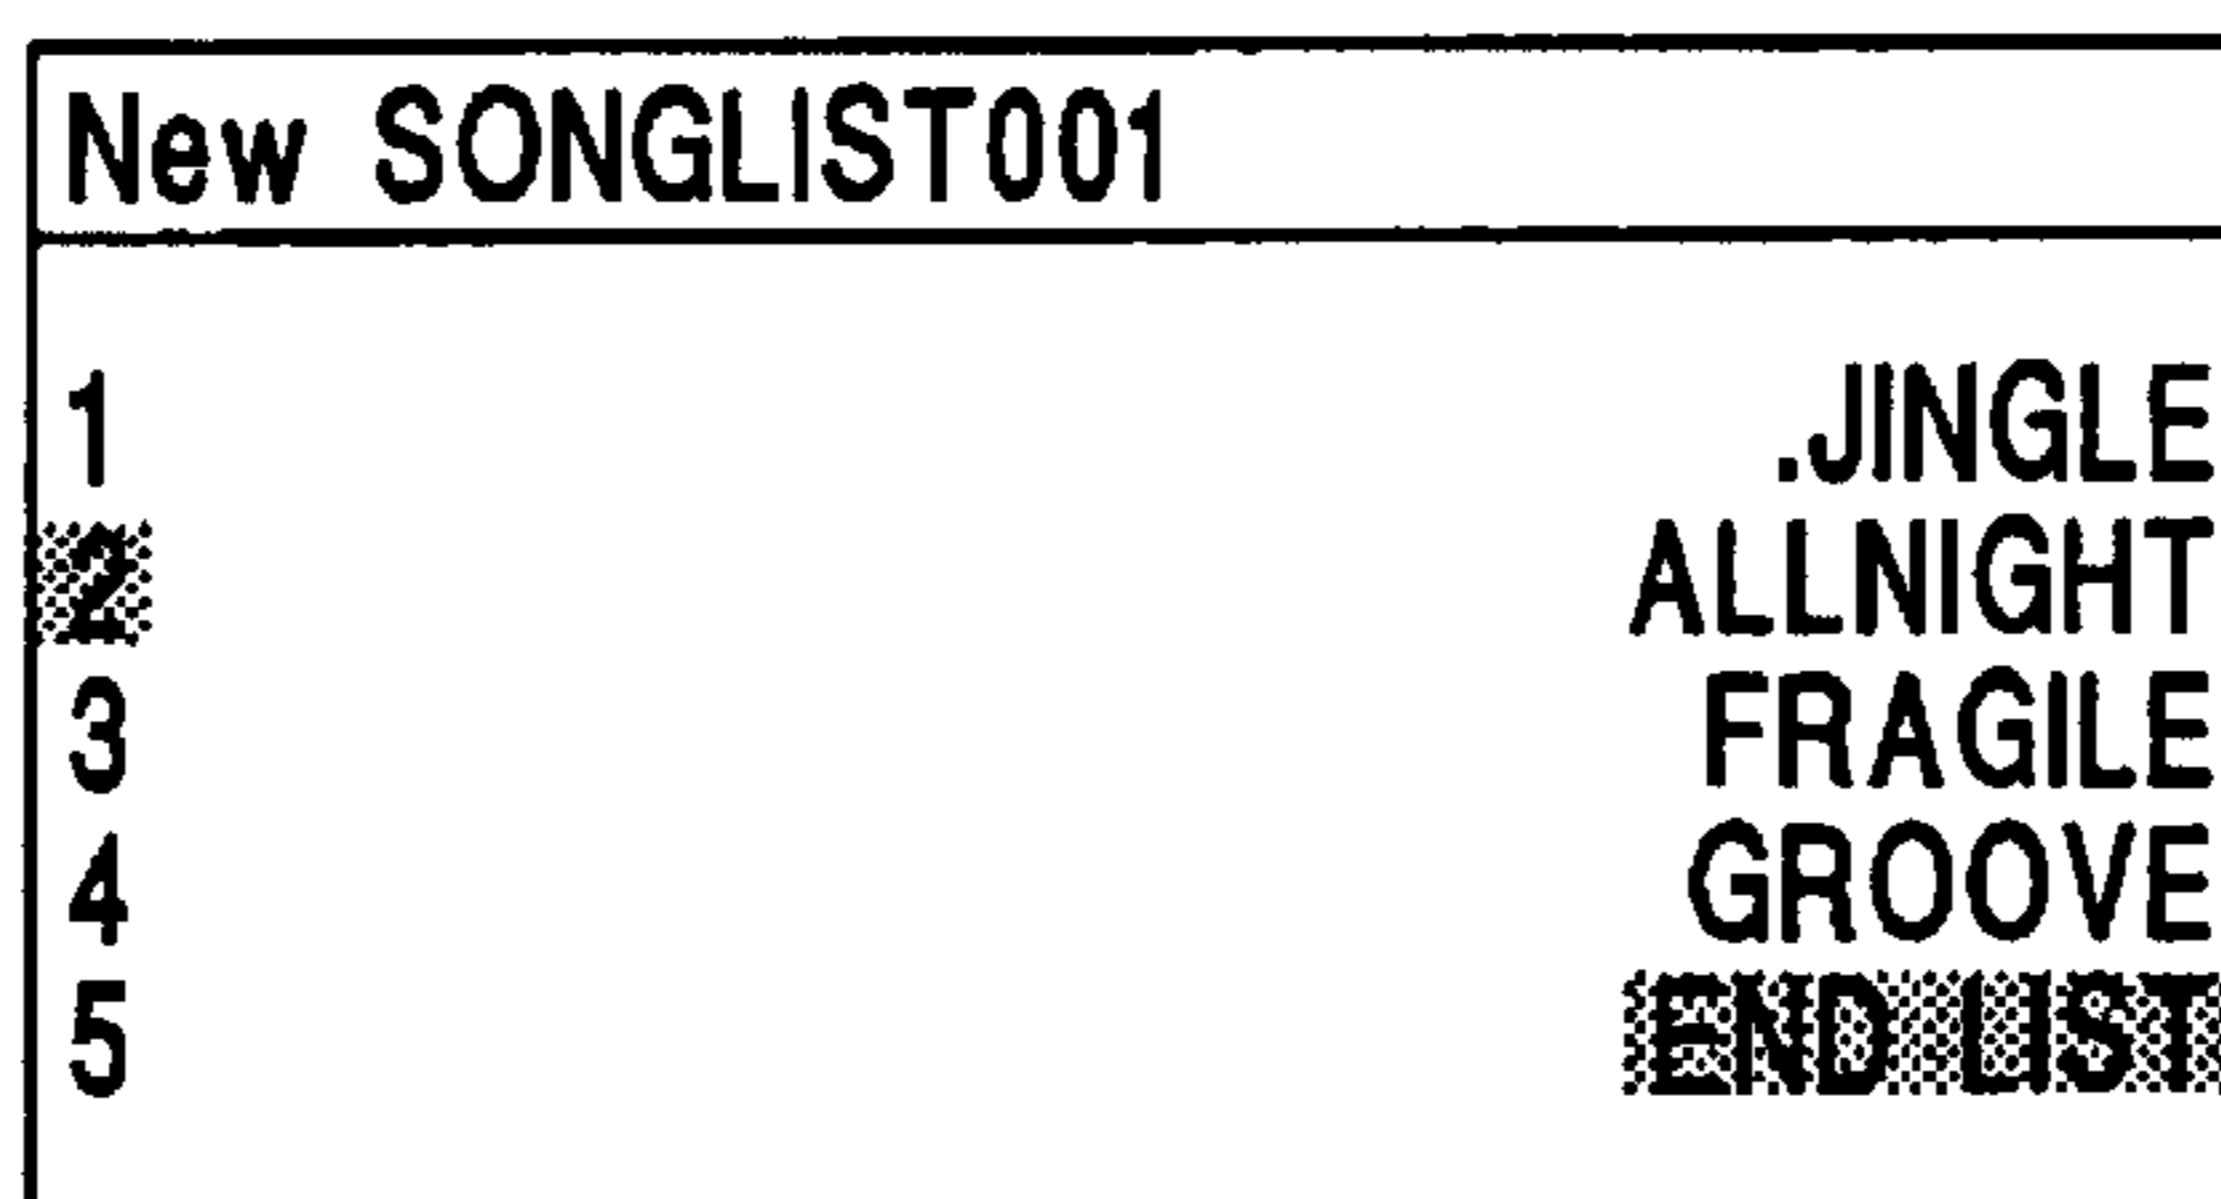 New SONGLIST001
1 .JINGLE
2 ALLNIGHT
3 FRAGILE
4 GROOVE
5 END LIST